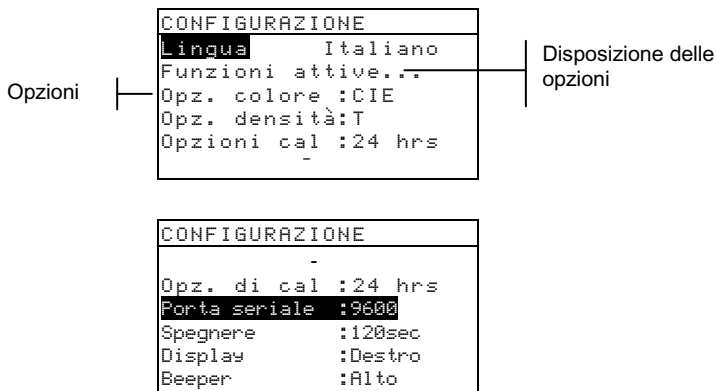 CONFIGURAZIONE
Lingua Italiano
Funzioni attive...
Opz. colore :CIE
Opz. densità:T
Opzioni cal :24 hrs
Opzioni
Disposizione delle
opzioni
CONFIGURAZIONE
Opz. di cal :24 hrs
Porta seriale :9600
Spegnere :120sec
Display :Destro
Beeper :Alto